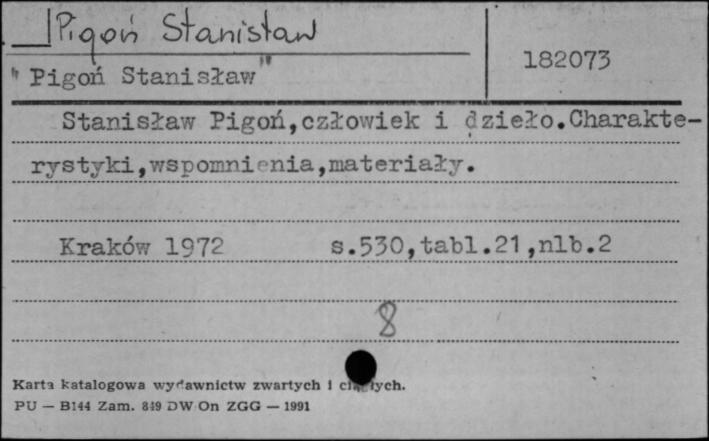 Pigoń Stanisław
182073
"Pigoń Stanisław"
Stanisław Pigoń,człowiek i dzieło.Charakte-
rystyki,wspomnienia,materiały.
Kraków 1972 s.530,tabl.21,nlb.2
8
Karta katalogowa wydawnictw zwartych i ciągłych.
PU — B144 Zam. 849 DW On ZGG — 1991